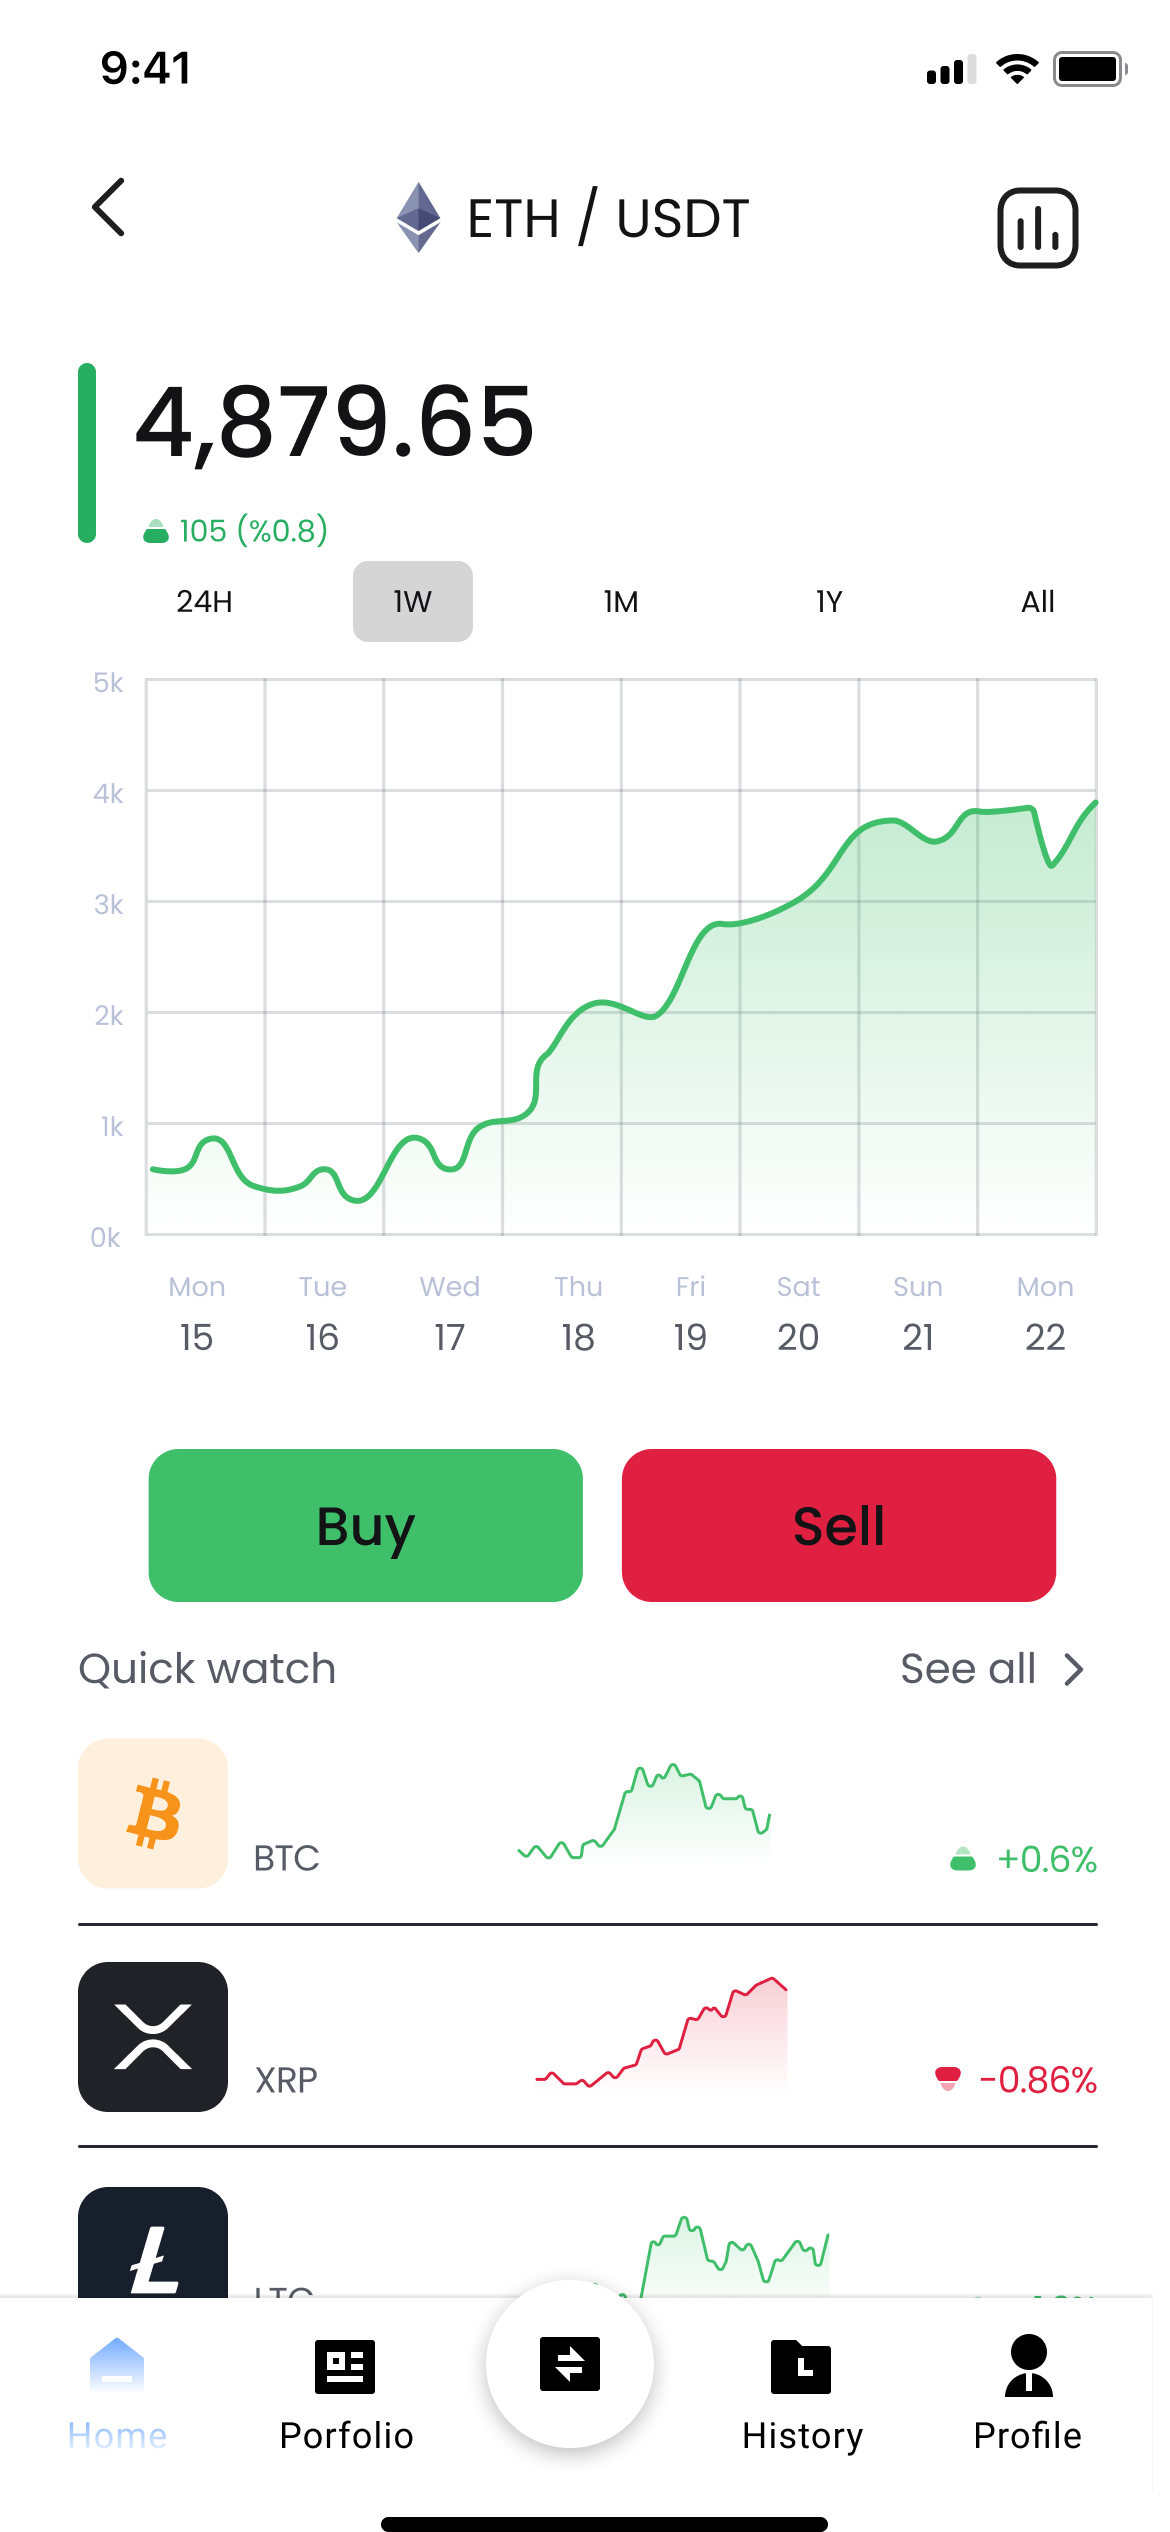 9:41
ETH / USDT
4,879.65
105 (%0.8)
24H 1W 1M 1Y All
5k
4k
3k
2k
1k
0k
Mon Tue Wed Thu Fri Sat Sun Mon
15 16 17 18 19 20 21 22
Buy Sell
Quick watch See all
BTC +0.6%
XRP -0.86%
LTC
Home Porfolio History Profile